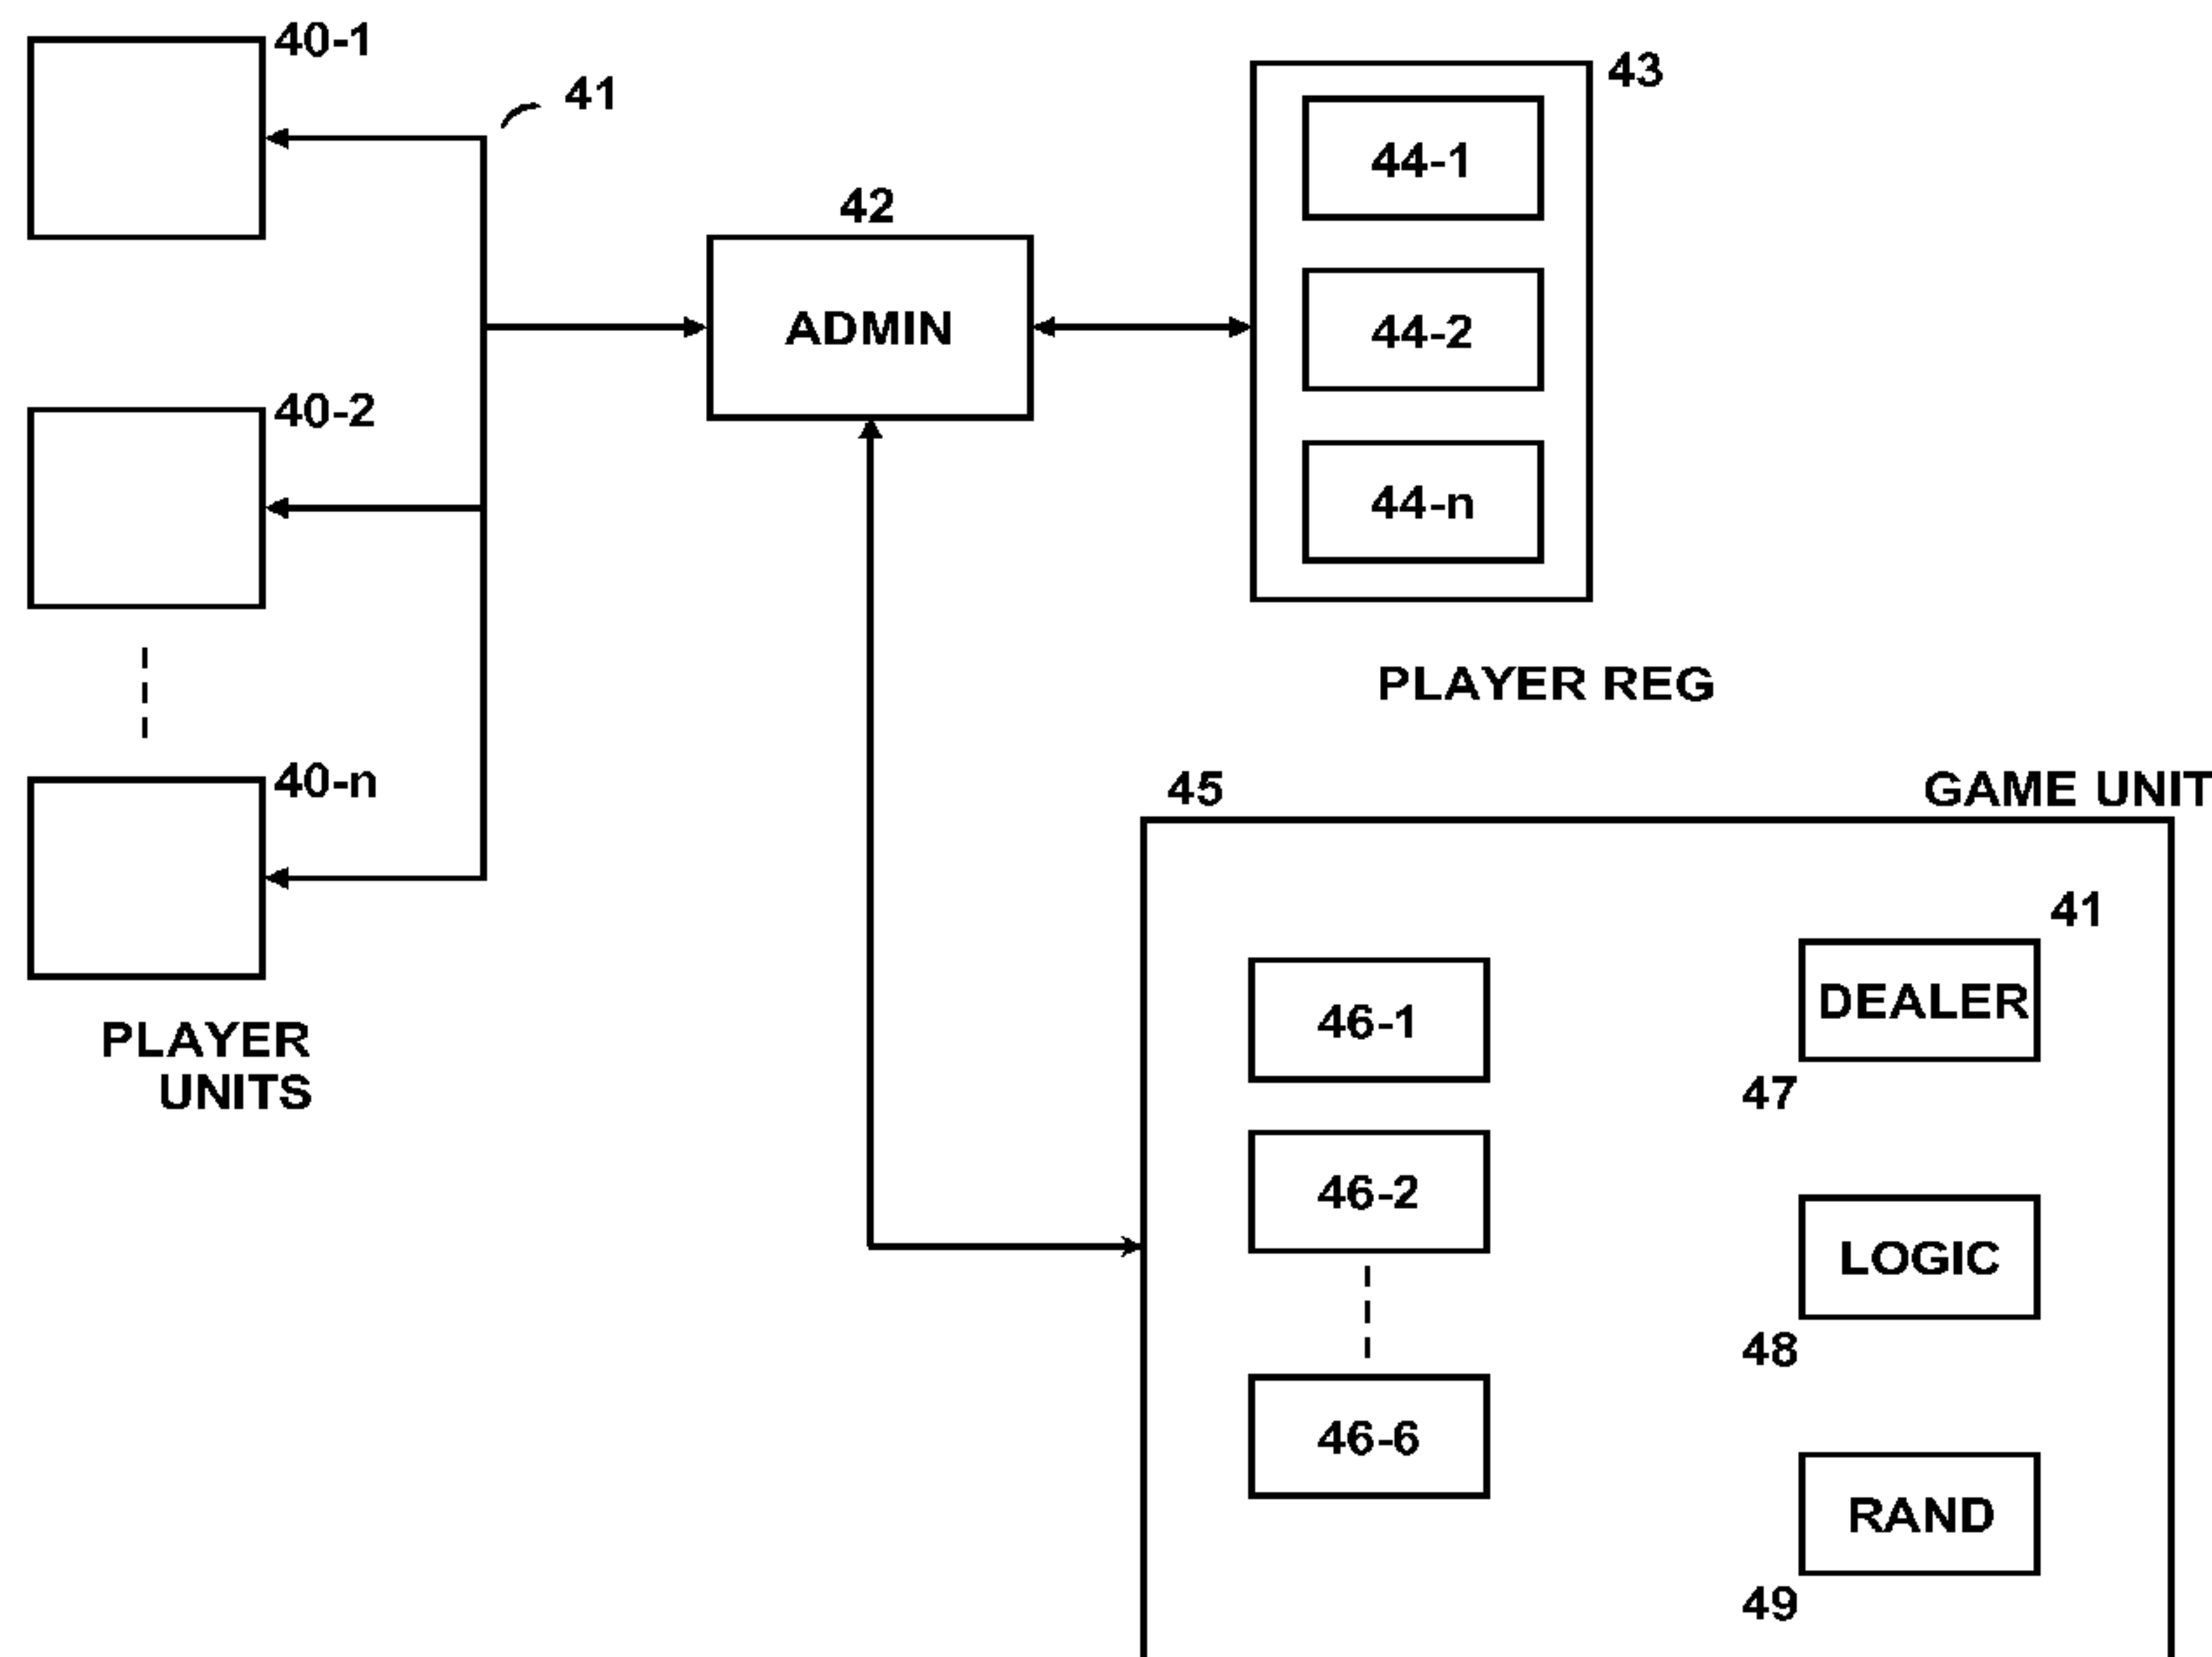 40-1
41
43
44-1
42
ADMIN
44-2
40-2
44-n
PLAYER REG
40-n
45
GAME UNIT
41
46-1
DEALER
PLAYER
UNITS
47
46-2
LOGIC
48
46-6
RAND
49